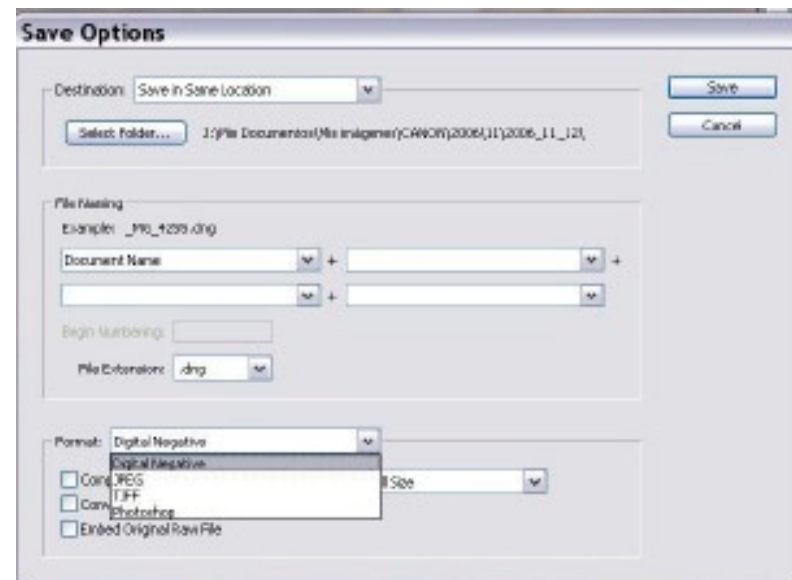 Save Options
Destination: Save in Same Location
Save
Select Folder...
Cancel
File Naming
Example:
Document Name + +
+
Begin Numbering:
File Extension: .dng
Format: Digital Negative
Digital Negative
JPEG
TIFF
Photoshop
Size
Embed Original Raw File